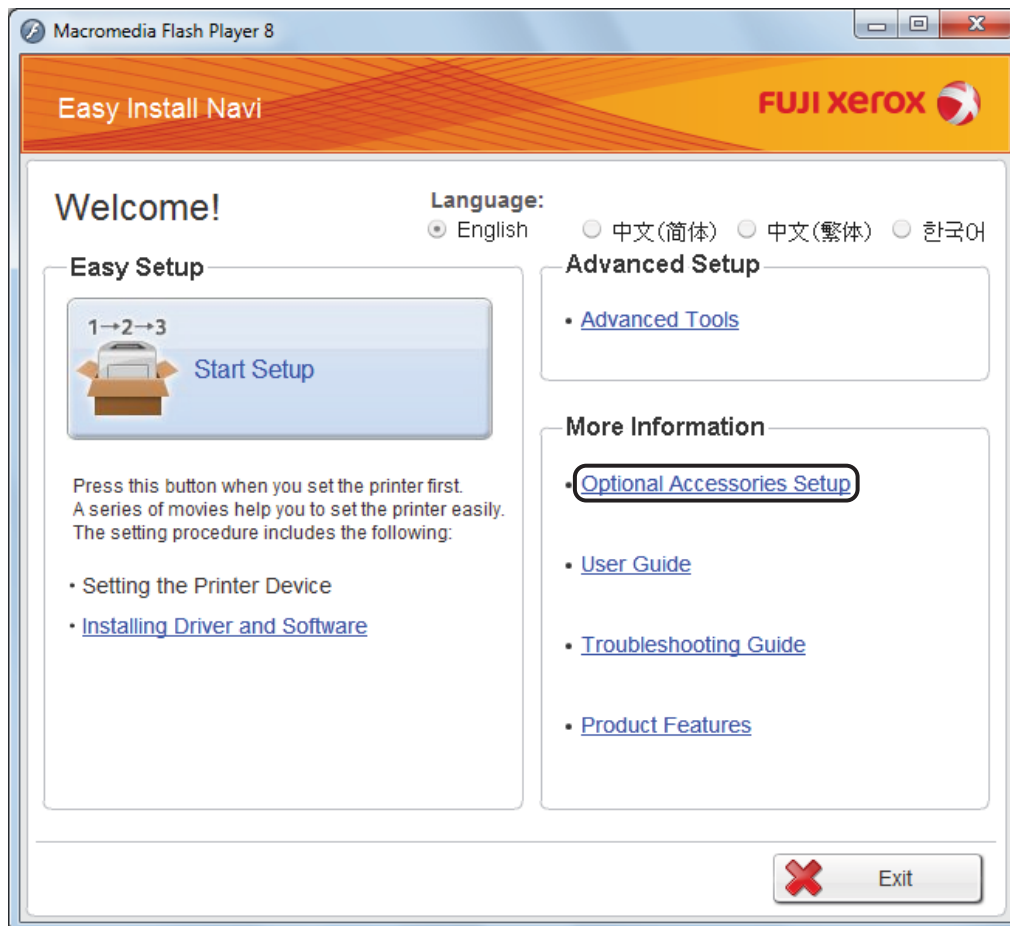 Macromedia Flash Player 8
Easy Install Navi
FUJI xerox
Welcome!
Language:
English
中文(简体)
中文(繁体)
한국어
Easy Setup
1→2→3
Start Setup
Press this button when you set the printer first.
A series of movies help you to set the printer easily.
The setting procedure includes the following:
• Setting the Printer Device
• Installing Driver and Software
Advanced Setup
• Advanced Tools
More Information
• Optional Accessories Setup
• User Guide
• Troubleshooting Guide
• Product Features
Exit